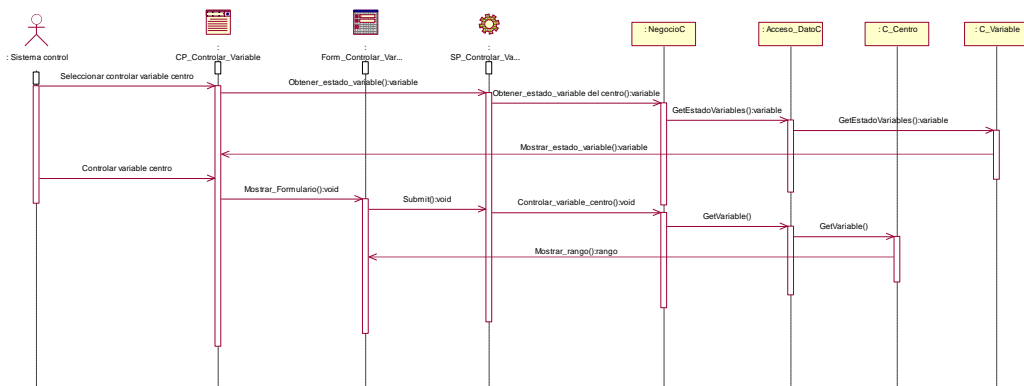 : NegocioC
: Acceso_DatoC
: C_Centro
: C_Variable
: Sistema control
:
CP_Controlar_Variable
:
Form_Controlar_Var...
:
SP_Controlar_Va...
Seleccionar controlar variable centro
Obtener_estado_variable():variable
Obtener_estado_variable del centro():variable
GetEstadoVariables():variable
GetEstadoVariables():variable
Mostrar_estado_variable():variable
Controlar variable centro
Mostrar_Formulario():void
Submit():void
Controlar_variable_centro():void
GetVariable()
GetVariable()
Mostrar_rango():rango